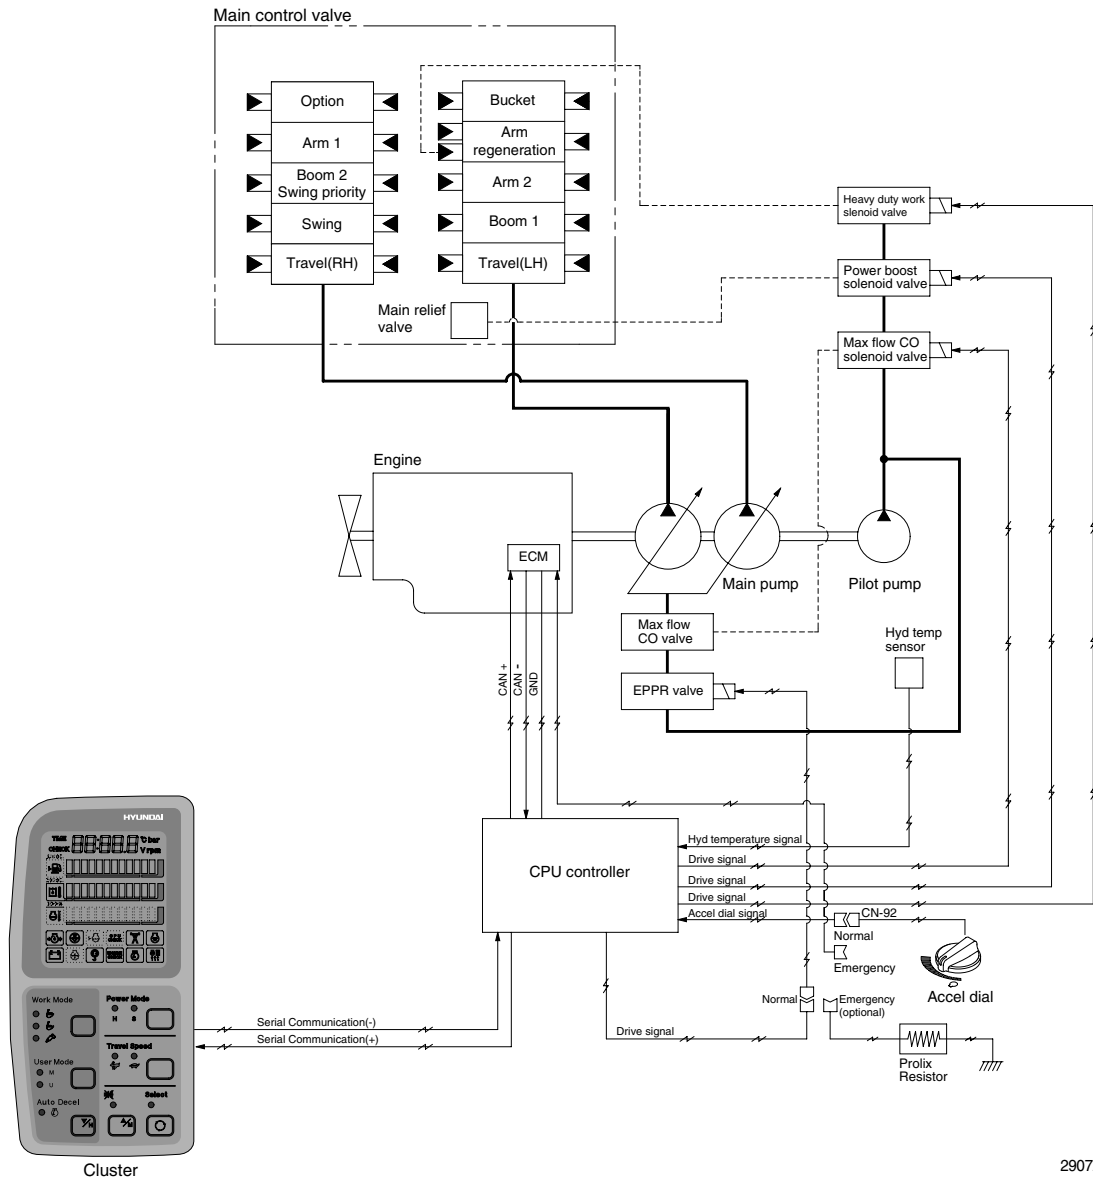 Main control valve
Option
Arm 1
Boom 2
Swing priority
Swing
Travel(RH)
Bucket
Arm
regeneration
Arm 2
Boom 1
Travel(LH)
Main relief
valve
Heavy duty work
slenoid valve
Power boost
solenoid valve
Max flow CO
solenoid valve
Engine
ECM
Main pump
Pilot pump
Max flow
CO valve
Hyd temp
sensor
EPPR valve
CAN +
CAN -
GND
CPU controller
Hyd temperature signal
Drive signal
Drive signal
Drive signal
Accel dial signal
CN-92
Normal
Emergency
Accel dial
Normal
Emergency
(optional)
Drive signal
Prolix
Resistor
Serial Communication(-)
Serial Communication(+)
HYUNDAI
TIME
°C bar
CHECK
V rpm
Work Mode
Power Mode
H
S
Travel Speed
User Mode
M
U
Auto Decel
Select
Cluster
2907